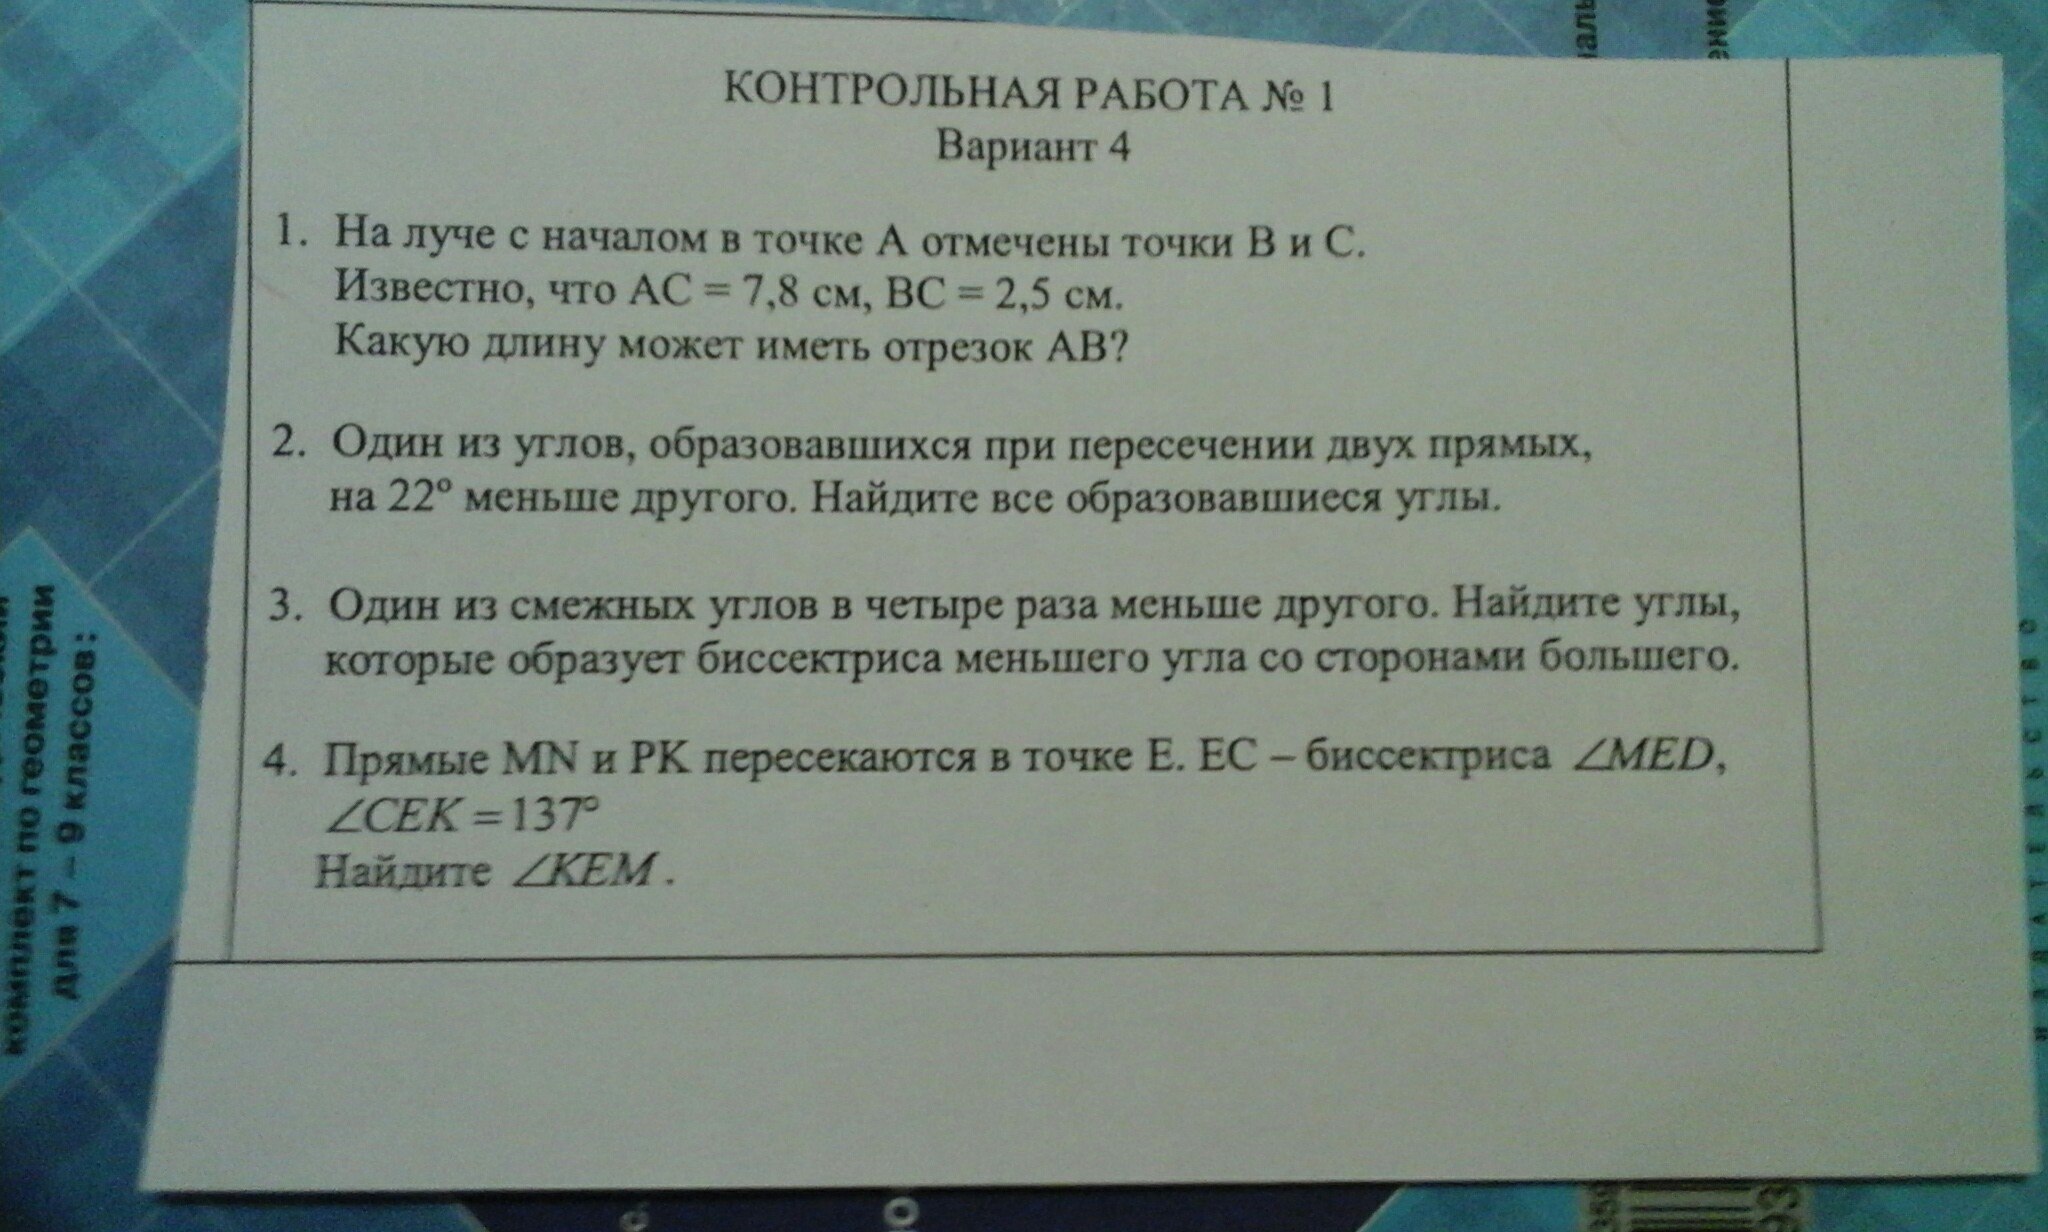 КОНТРОЛЬНАЯ РАБОТА № 1
Вариант 4
1. На луче с началом в точке А отмечены точки В и С.
Известно, что АС = 7,8 см, ВС = 2,5 см.
Какую длину может иметь отрезок АВ?
2. Один из углов, образовавшихся при пересечении двух прямых,
на 22° меньше другого. Найдите все образовавшиеся углы.
3. Один из смежных углов в четыре раза меньше другого. Найдите углы,
которые образует биссектриса меньшего угла со сторонами большего.
4. Прямые MN и PK пересекаются в точке Е. ЕС – биссектриса ∠MED,
∠CEK = 137°
Найдите ∠KEM .
комплект по геометрии
для 7 – 9 классов: